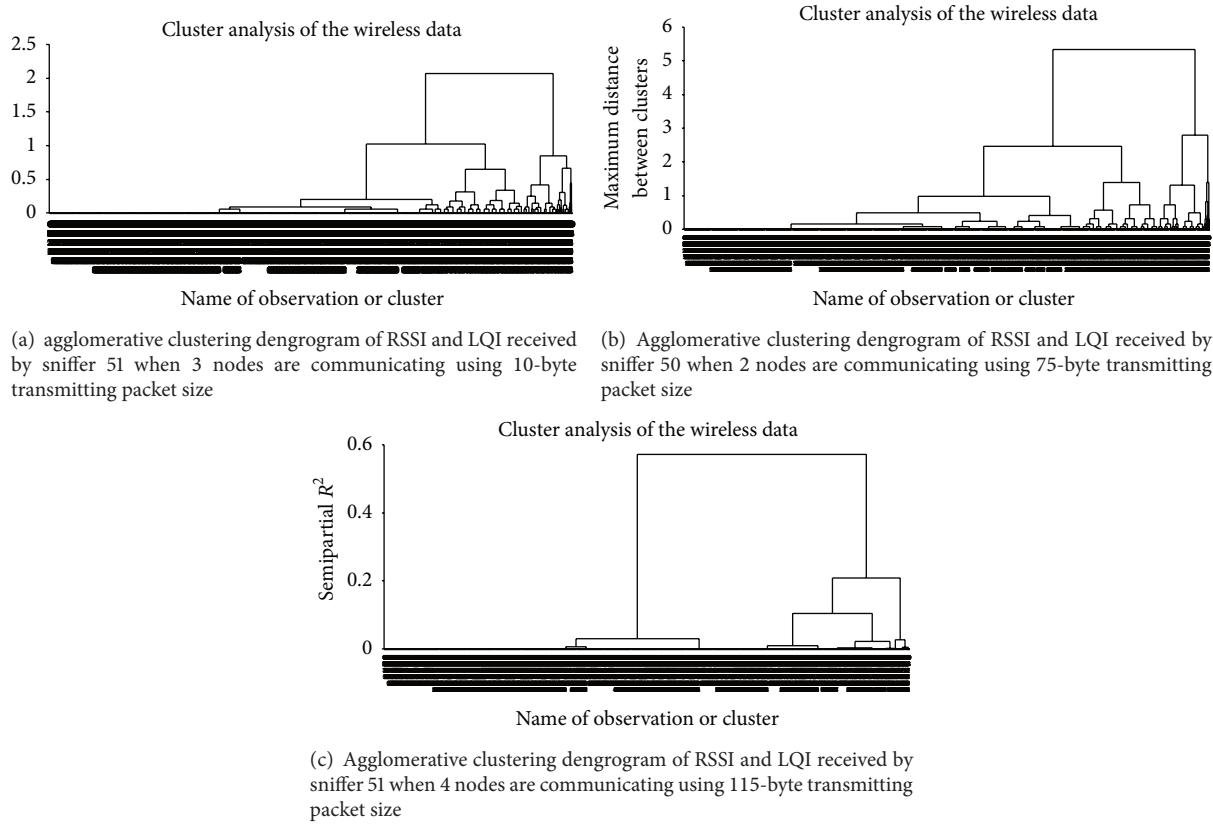 Cluster analysis of the wireless data
2.5
2
1.5
1
0.5
0
Name of observation or cluster
(a) agglomerative clustering dengrogram of RSSI and LQI received
by sniffer 51 when 3 nodes are communicating using 10-byte
transmitting packet size
Cluster analysis of the wireless data
Maximum distance
between clusters
6
5
4
3
2
1
0
Name of observation or cluster
(b) Agglomerative clustering dengrogram of RSSI and LQI received by
sniffer 50 when 2 nodes are communicating using 75-byte transmitting
packet size
Cluster analysis of the wireless data
Semipartial R²
0.6
0.4
0.2
0
Name of observation or cluster
(c) Agglomerative clustering dengrogram of RSSI and LQI received by
sniffer 51 when 4 nodes are communicating using 115-byte transmitting
packet size